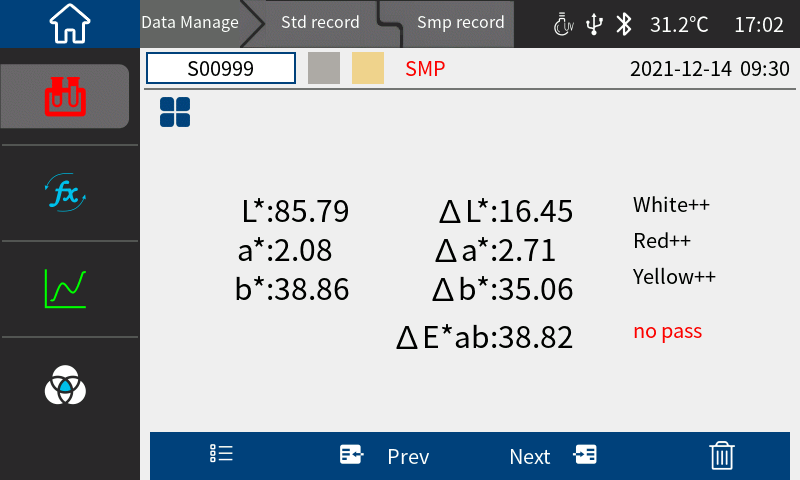 Data Manage Std record Smp record UV 31.2°C 17:02
S00999 SMP 2021-12-14 09:30
fx
L*:85.79 ΔL*:16.45 White++
a*:2.08 Δa*:2.71 Red++
b*:38.86 Δb*:35.06 Yellow++
ΔE*ab:38.82 no pass
Prev Next